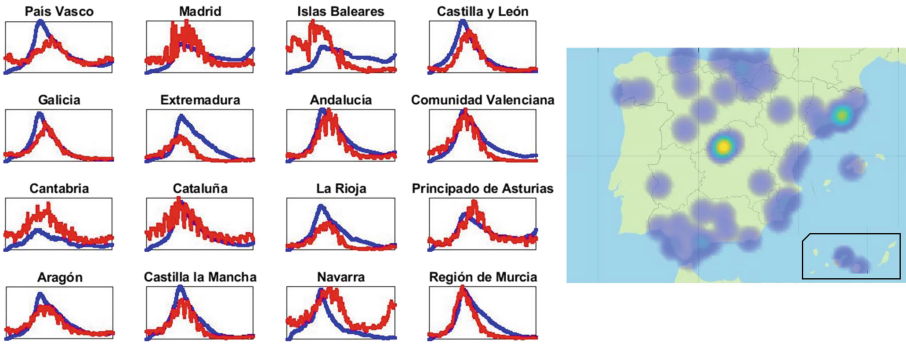 País Vasco
Madrid
Islas Baleares
Castilla y León
Galicia
Extremadura
Andalucia
Comunidad Valenciana
Cantabria
Cataluña
La Rioja
Principado de Asturias
Aragón
Castilla la Mancha
Navarra
Región de Murcia